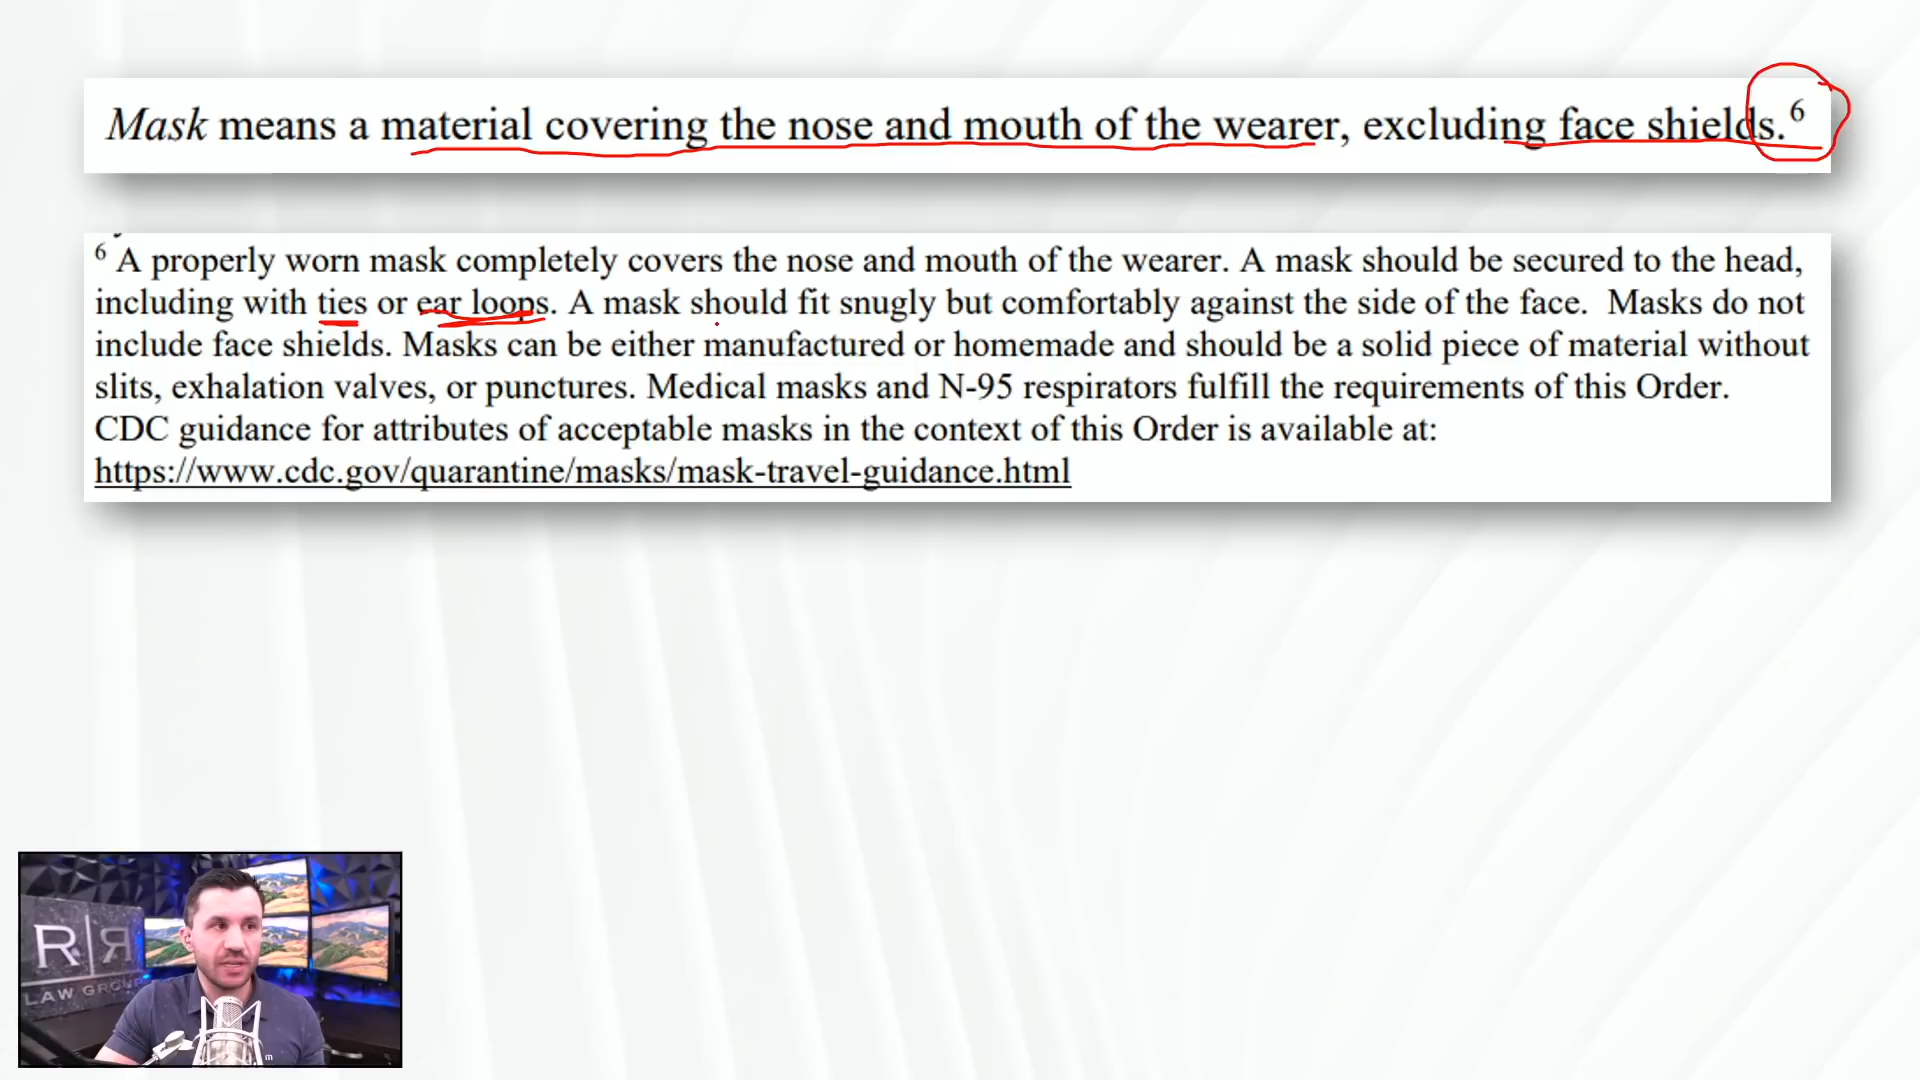 Mask means a material covering the nose and mouth of the wearer, excluding face shields.⁶
⁶ A properly worn mask completely covers the nose and mouth of the wearer. A mask should be secured to the head,
including with ties or ear loops. A mask should fit snugly but comfortably against the side of the face.  Masks do not
include face shields. Masks can be either manufactured or homemade and should be a solid piece of material without
slits, exhalation valves, or punctures. Medical masks and N-95 respirators fulfill the requirements of this Order.
CDC guidance for attributes of acceptable masks in the context of this Order is available at:
https://www.cdc.gov/quarantine/masks/mask-travel-guidance.html
R|R
LAW GROUP